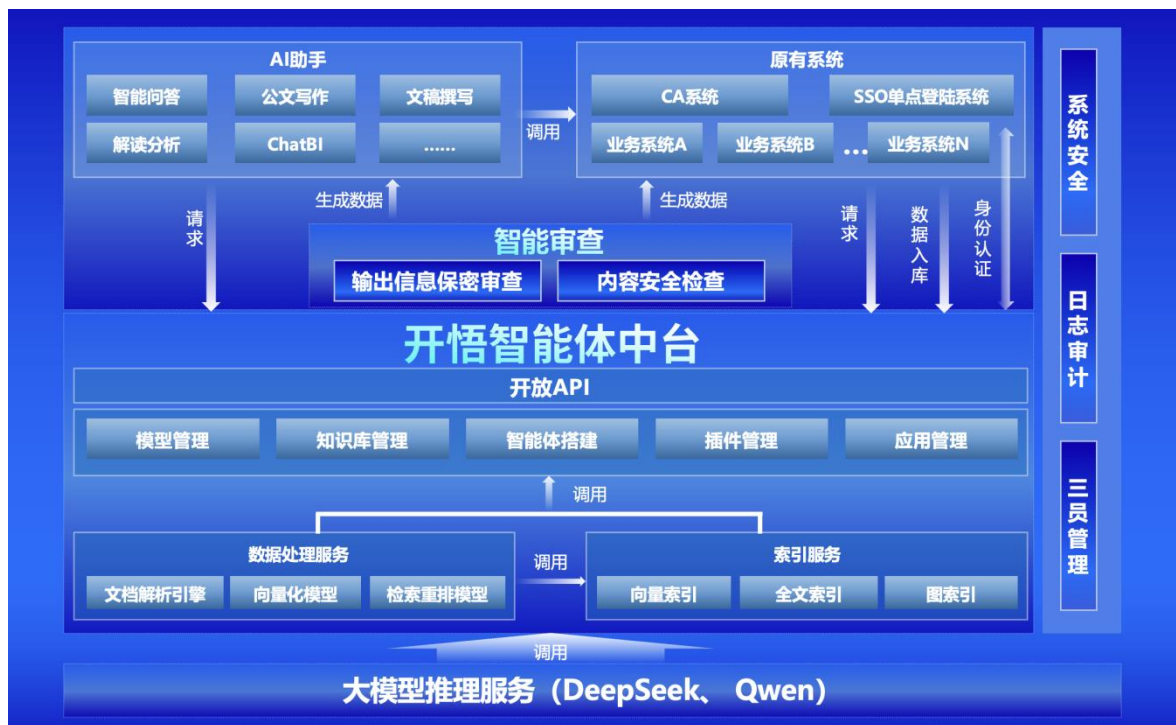 AI助手
智能问答
公文写作
文稿撰写
解读分析
ChatBI
......
调用
原有系统
CA系统
SSO单点登陆系统
业务系统A
业务系统B
...
业务系统N
请求
生成数据
生成数据
请求
数据入库
身份认证
智能审查
输出信息保密审查
内容安全检查
开悟智能体中台
开放API
模型管理
知识库管理
智能体搭建
插件管理
应用管理
调用
数据处理服务
文档解析引擎
向量化模型
检索重排模型
调用
索引服务
向量索引
全文索引
图索引
调用
大模型推理服务（DeepSeek、 Qwen）
系统安全
日志审计
三员管理